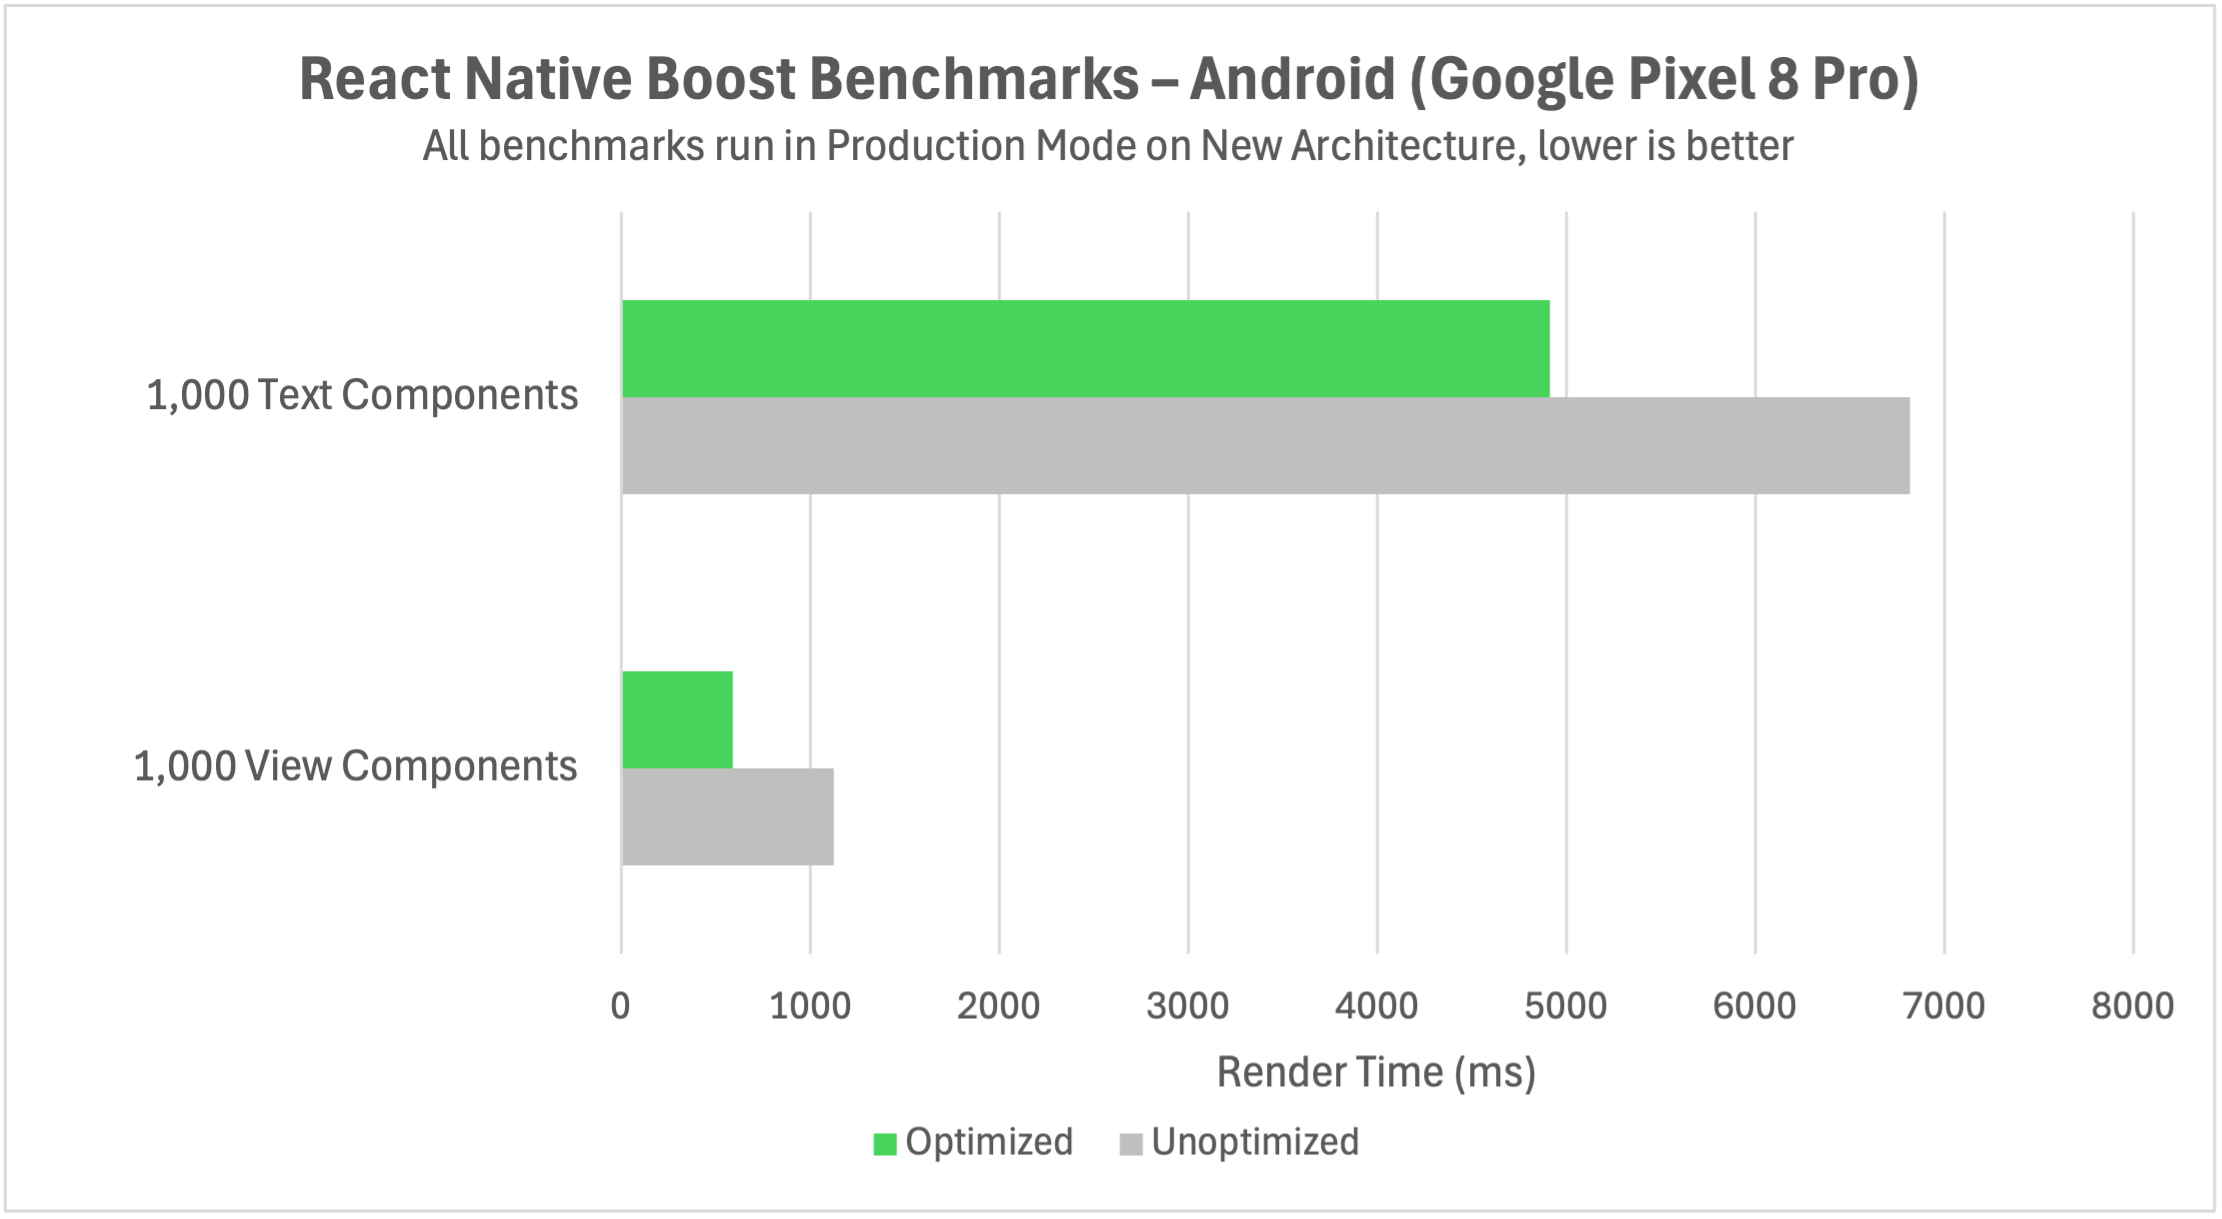 React Native Boost Benchmarks – Android (Google Pixel 8 Pro)
All benchmarks run in Production Mode on New Architecture, lower is better
1,000 Text Components
1,000 View Components
0 1000 2000 3000 4000 5000 6000 7000 8000
Render Time (ms)
Optimized Unoptimized